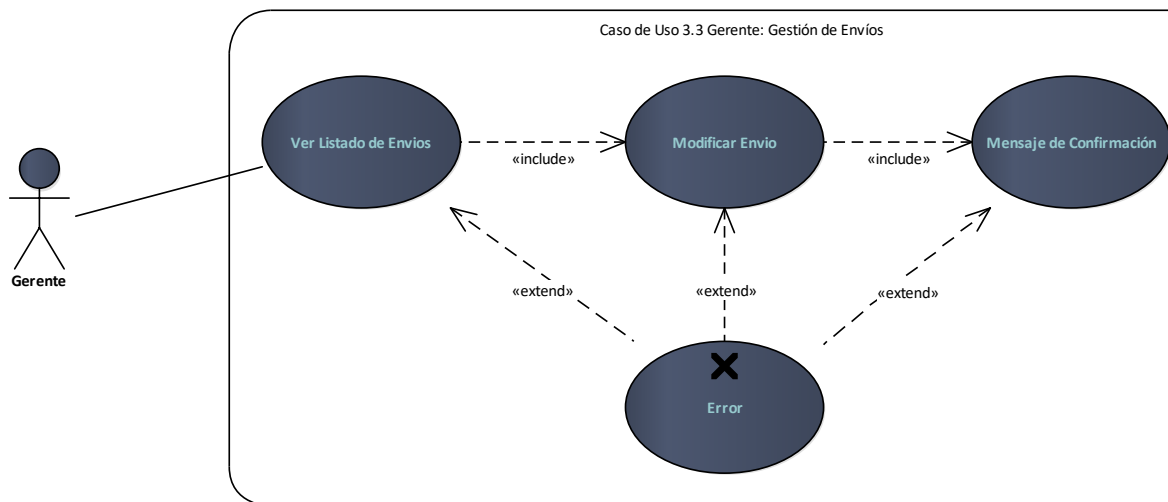 Caso de Uso 3.3 Gerente: Gestión de Envíos
Ver Listado de Envios
Modificar Envio
Mensaje de Confirmación
«include»
«include»
Gerente
«extend»
«extend»
«extend»
Error